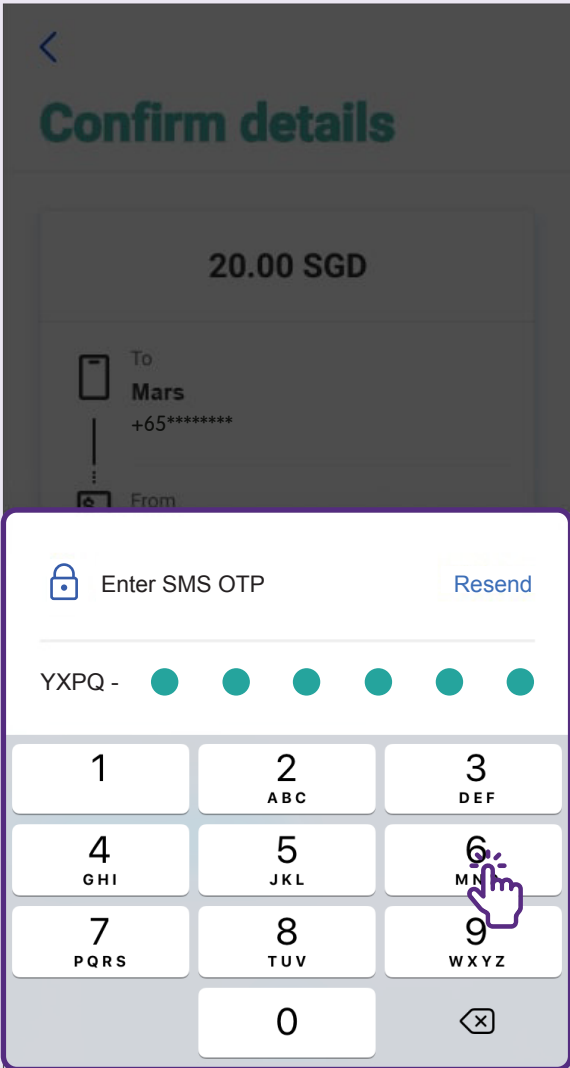 Confirm details
20.00 SGD
To
Mars
+65********
From
Enter SMS OTP
Resend
YXPQ -
1
2
ABC
3
DEF
4
GHI
5
JKL
6
7
PQRS
8
TUV
9
WXYZ
0